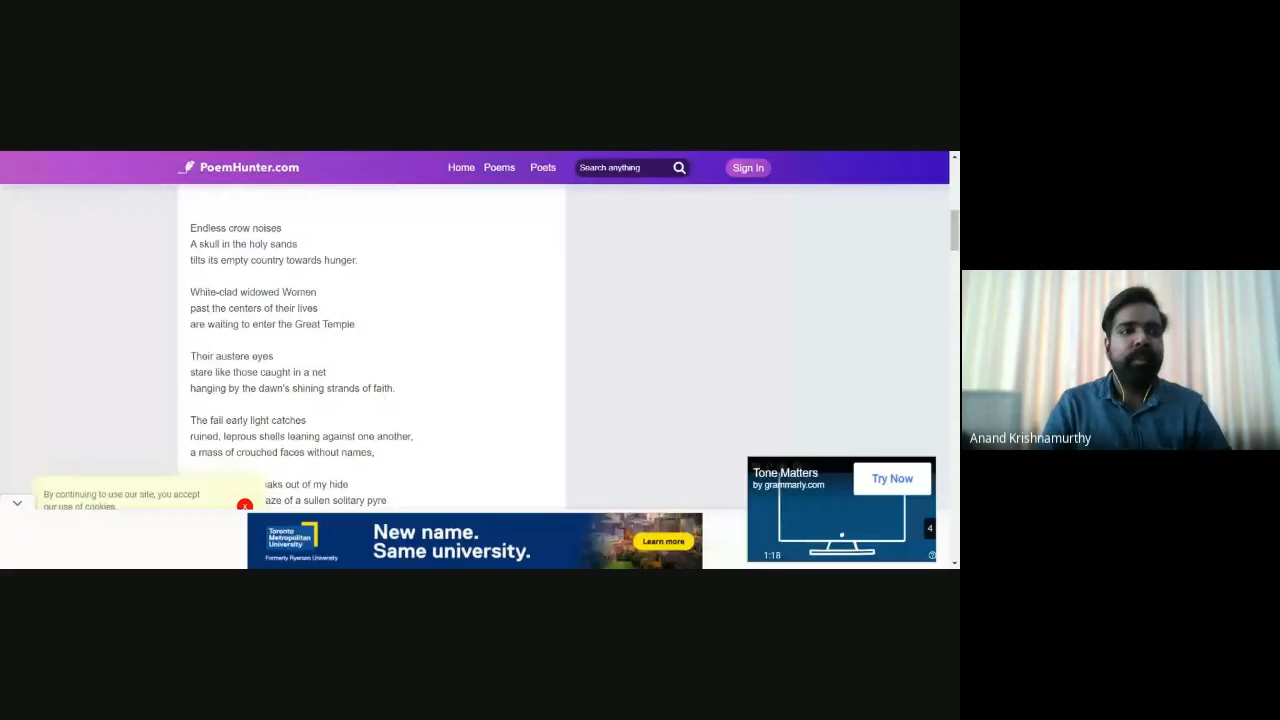 PoemHunter.com
Home Poems Poets Search anything Sign In
Endless crow noises
A skull in the holy sands
tilts its empty country towards hunger.
White-clad widowed Women
past the centers of their lives
are waiting to enter the Great Temple
Their austere eyes
stare like those caught in a net
hanging by the dawn's shining strands of faith.
The fail early light catches
ruined, leprous shells leaning against one another,
a mass of crouched faces without names,
aks out of my hide
aze of a sullen solitary pyre
By continuing to use our site, you accept
our use of cookies.
X
Toronto
Metropolitan
University
Formerly Ryerson University
New name.
Same university.
Learn more
Tone Matters
by grammarly.com
Try Now
4
1:18
Anand Krishnamurthy